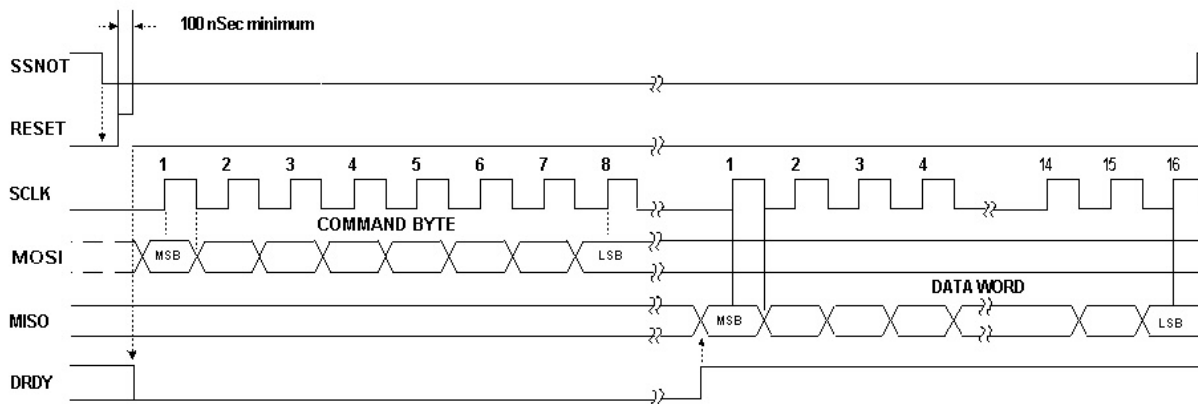 100 nSec minimum
SSNOT
RESET
1 2 3 4 5 6 7 8 1 2 3 4 14 15 16
SCLK
COMMAND BYTE
MOSI MSB LSB
DATA WORD
MISO MSB LSB
DRDY